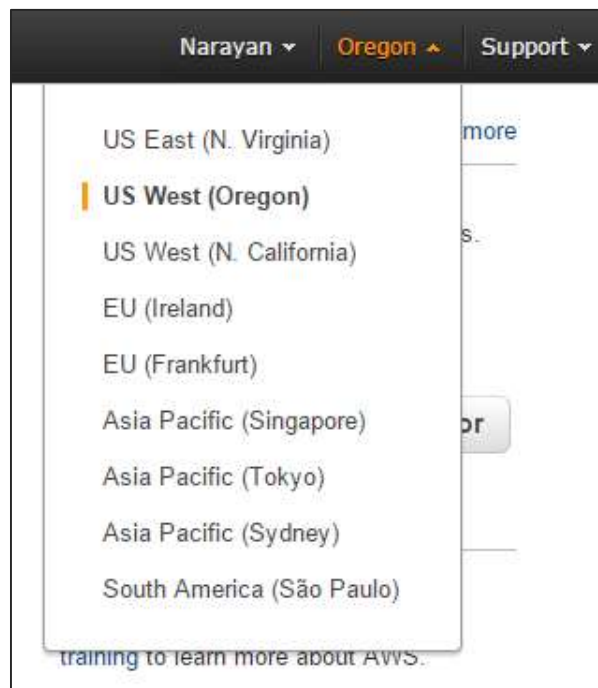 Narayan Oregon Support
US East (N. Virginia) more
US West (Oregon)
US West (N. California) s.
EU (Ireland)
EU (Frankfurt)
Asia Pacific (Singapore) or
Asia Pacific (Tokyo)
Asia Pacific (Sydney)
South America (São Paulo)
training to learn more about AWS.